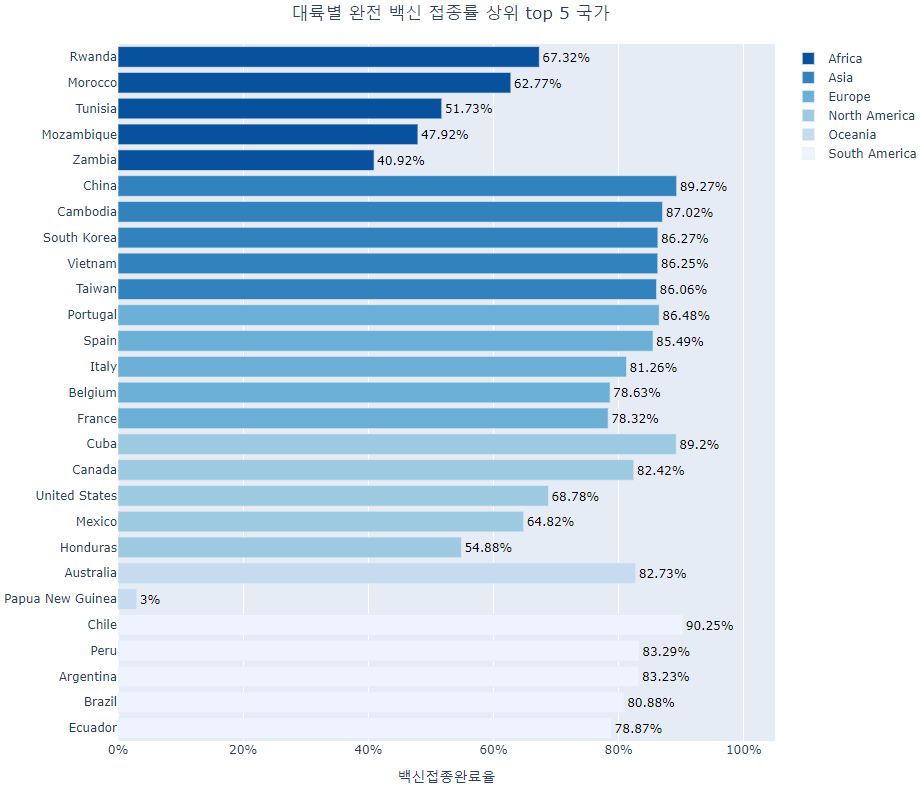 대륙별 완전 백신 접종률 상위 top 5 국가
Rwanda 67.32%
Morocco 62.77%
Tunisia 51.73%
Mozambique 47.92%
Zambia 40.92%
China 89.27%
Cambodia 87.02%
South Korea 86.27%
Vietnam 86.25%
Taiwan 86.06%
Portugal 86.48%
Spain 85.49%
Italy 81.26%
Belgium 78.63%
France 78.32%
Cuba 89.2%
Canada 82.42%
United States 68.78%
Mexico 64.82%
Honduras 54.88%
Australia 82.73%
Papua New Guinea 3%
Chile 90.25%
Peru 83.29%
Argentina 83.23%
Brazil 80.88%
Ecuador 78.87%
0% 20% 40% 60% 80% 100%
백신접종완료율
Africa
Asia
Europe
North America
Oceania
South America